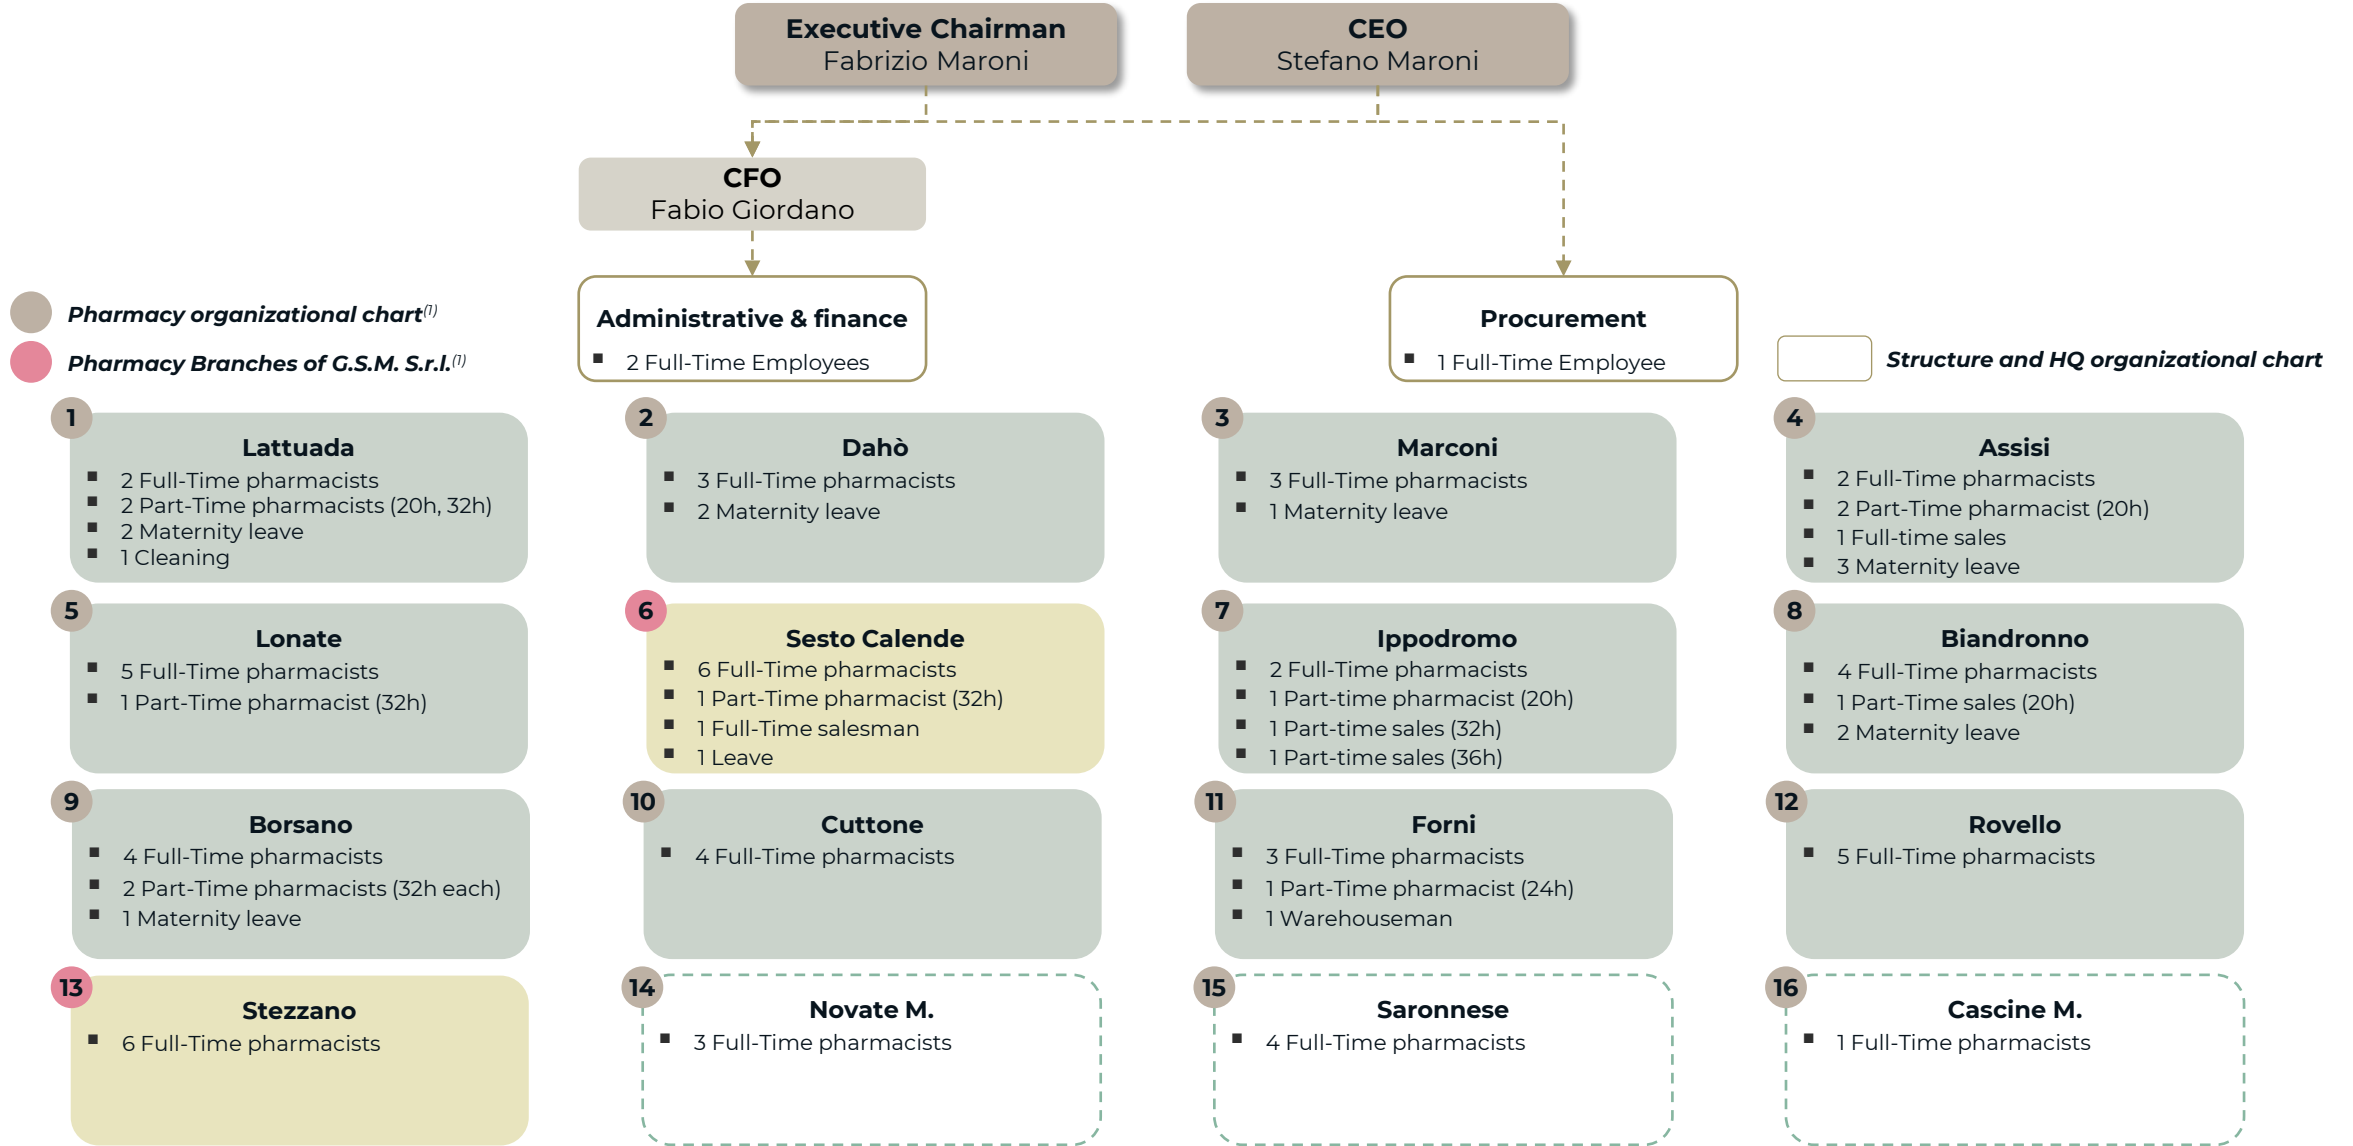 Executive Chairman
Fabrizio Maroni
CEO
Stefano Maroni
CFO
Fabio Giordano
Pharmacy organizational chart(1)
Pharmacy Branches of G.S.M. S.r.l.(1)
Administrative & finance
▪ 2 Full-Time Employees
Procurement
▪ 1 Full-Time Employee
Structure and HQ organizational chart
1
Lattuada
▪ 2 Full-Time pharmacists
▪ 2 Part-Time pharmacists (20h, 32h)
▪ 2 Maternity leave
▪ 1 Cleaning
2
Dahò
▪ 3 Full-Time pharmacists
▪ 2 Maternity leave
3
Marconi
▪ 3 Full-Time pharmacists
▪ 1 Maternity leave
4
Assisi
▪ 2 Full-Time pharmacists
▪ 2 Part-Time pharmacist (20h)
▪ 1 Full-time sales
▪ 3 Maternity leave
5
Lonate
▪ 5 Full-Time pharmacists
▪ 1 Part-Time pharmacist (32h)
6
Sesto Calende
▪ 6 Full-Time pharmacists
▪ 1 Part-Time pharmacist (32h)
▪ 1 Full-Time salesman
▪ 1 Leave
7
Ippodromo
▪ 2 Full-Time pharmacists
▪ 1 Part-time pharmacist (20h)
▪ 1 Part-time sales (32h)
▪ 1 Part-time sales (36h)
8
Biandronno
▪ 4 Full-Time pharmacists
▪ 1 Part-Time sales (20h)
▪ 2 Maternity leave
9
Borsano
▪ 4 Full-Time pharmacists
▪ 2 Part-Time pharmacists (32h each)
▪ 1 Maternity leave
10
Cuttone
▪ 4 Full-Time pharmacists
11
Forni
▪ 3 Full-Time pharmacists
▪ 1 Part-Time pharmacist (24h)
▪ 1 Warehouseman
12
Rovello
▪ 5 Full-Time pharmacists
13
Stezzano
▪ 6 Full-Time pharmacists
14
Novate M.
▪ 3 Full-Time pharmacists
15
Saronnese
▪ 4 Full-Time pharmacists
16
Cascine M.
▪ 1 Full-Time pharmacists